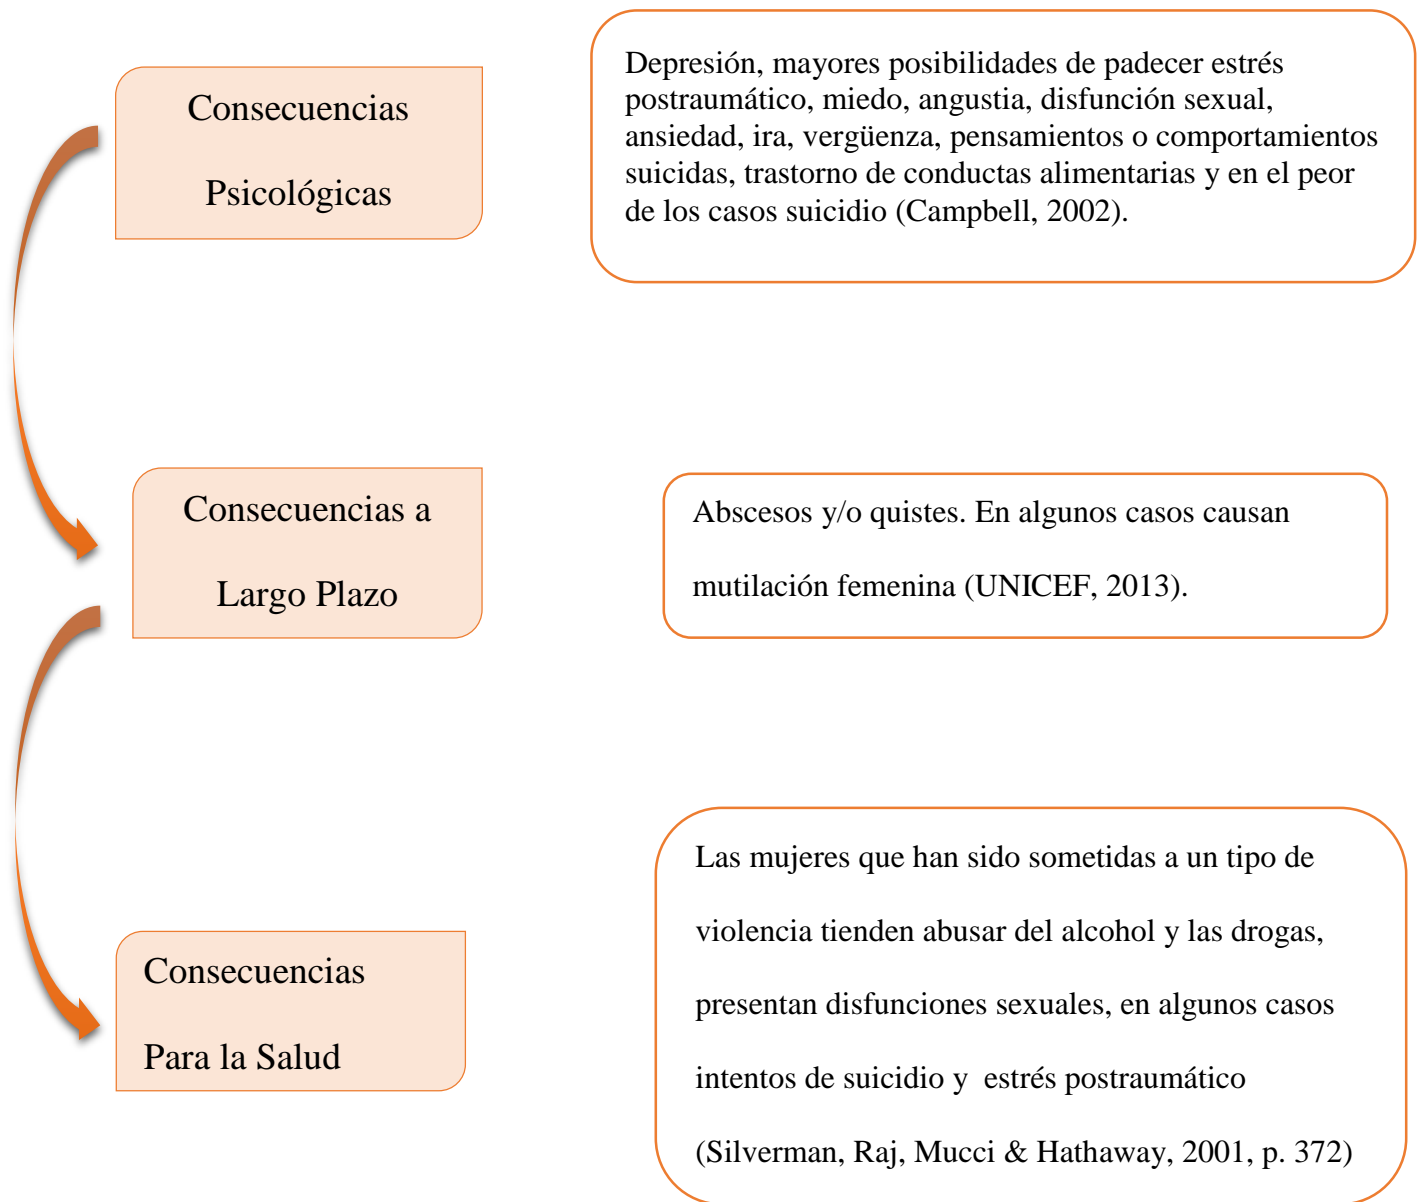 Consecuencias
Psicológicas
Depresión, mayores posibilidades de padecer estrés
postraumático, miedo, angustia, disfunción sexual,
ansiedad, ira, vergüenza, pensamientos o comportamientos
suicidas, trastorno de conductas alimentarias y en el peor
de los casos suicidio (Campbell, 2002).
Consecuencias a
Largo Plazo
Abscesos y/o quistes. En algunos casos causan
mutilación femenina (UNICEF, 2013).
Consecuencias
Para la Salud
Las mujeres que han sido sometidas a un tipo de
violencia tienden abusar del alcohol y las drogas,
presentan disfunciones sexuales, en algunos casos
intentos de suicidio y  estrés postraumático
(Silverman, Raj, Mucci & Hathaway, 2001, p. 372)